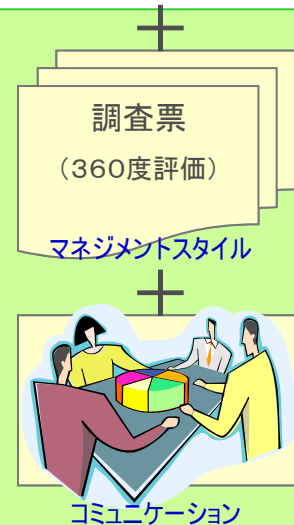 ＋
調査票
（３６０度評価）
マネジメントスタイル
＋
コミュニケーション